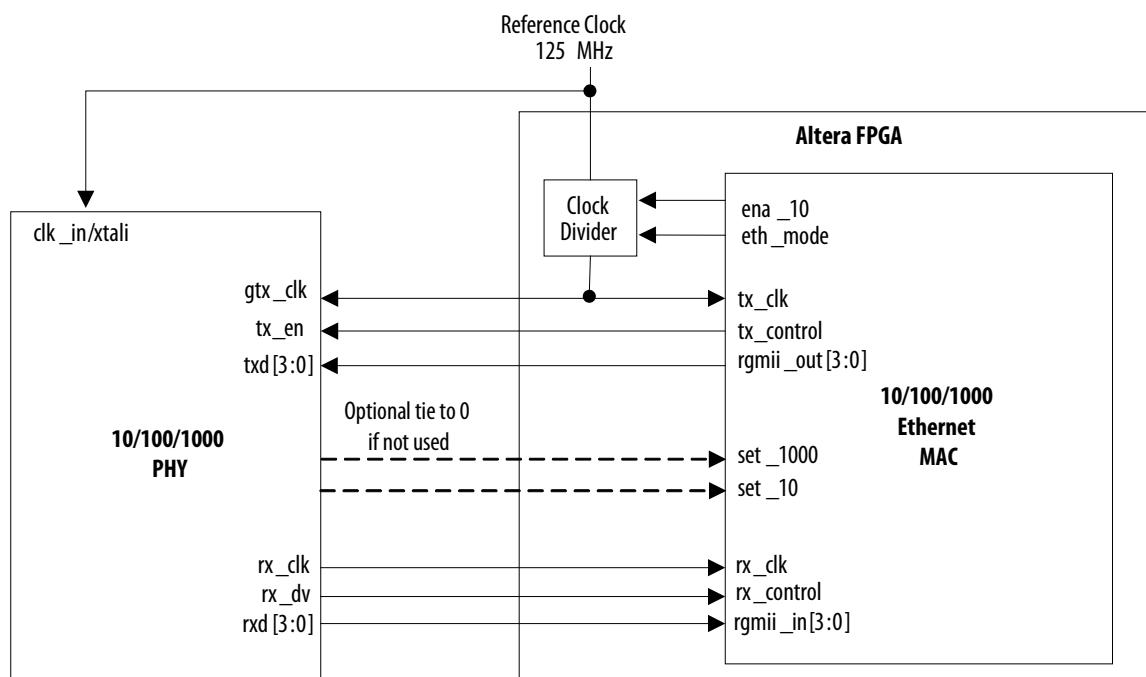 Reference Clock
125 MHz
Altera FPGA
Clock
Divider
ena _10
eth _mode
clk _in/xtali
gtx _clk
tx _en
txd [3:0]
tx _clk
tx _control
rgmii _out [3:0]
Optional tie to 0
if not used
10/100/1000
PHY
10/100/1000
Ethernet
MAC
set _1000
set _10
rx _clk
rx _dv
rxd [3:0]
rx _clk
rx _control
rgmii _in [3:0]